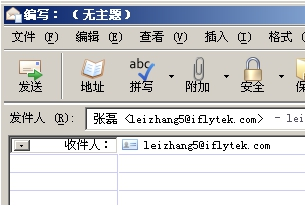 编写：（无主题）
文件 (F) 编辑 (E) 查看 (V) 插入 (I) 格式 (
发送 地址 abc 拼写 附加 安全
发件人 (R)： 张磊 <leizhang5@iflytek.com> - lei
收件人： leizhang5@iflytek.com